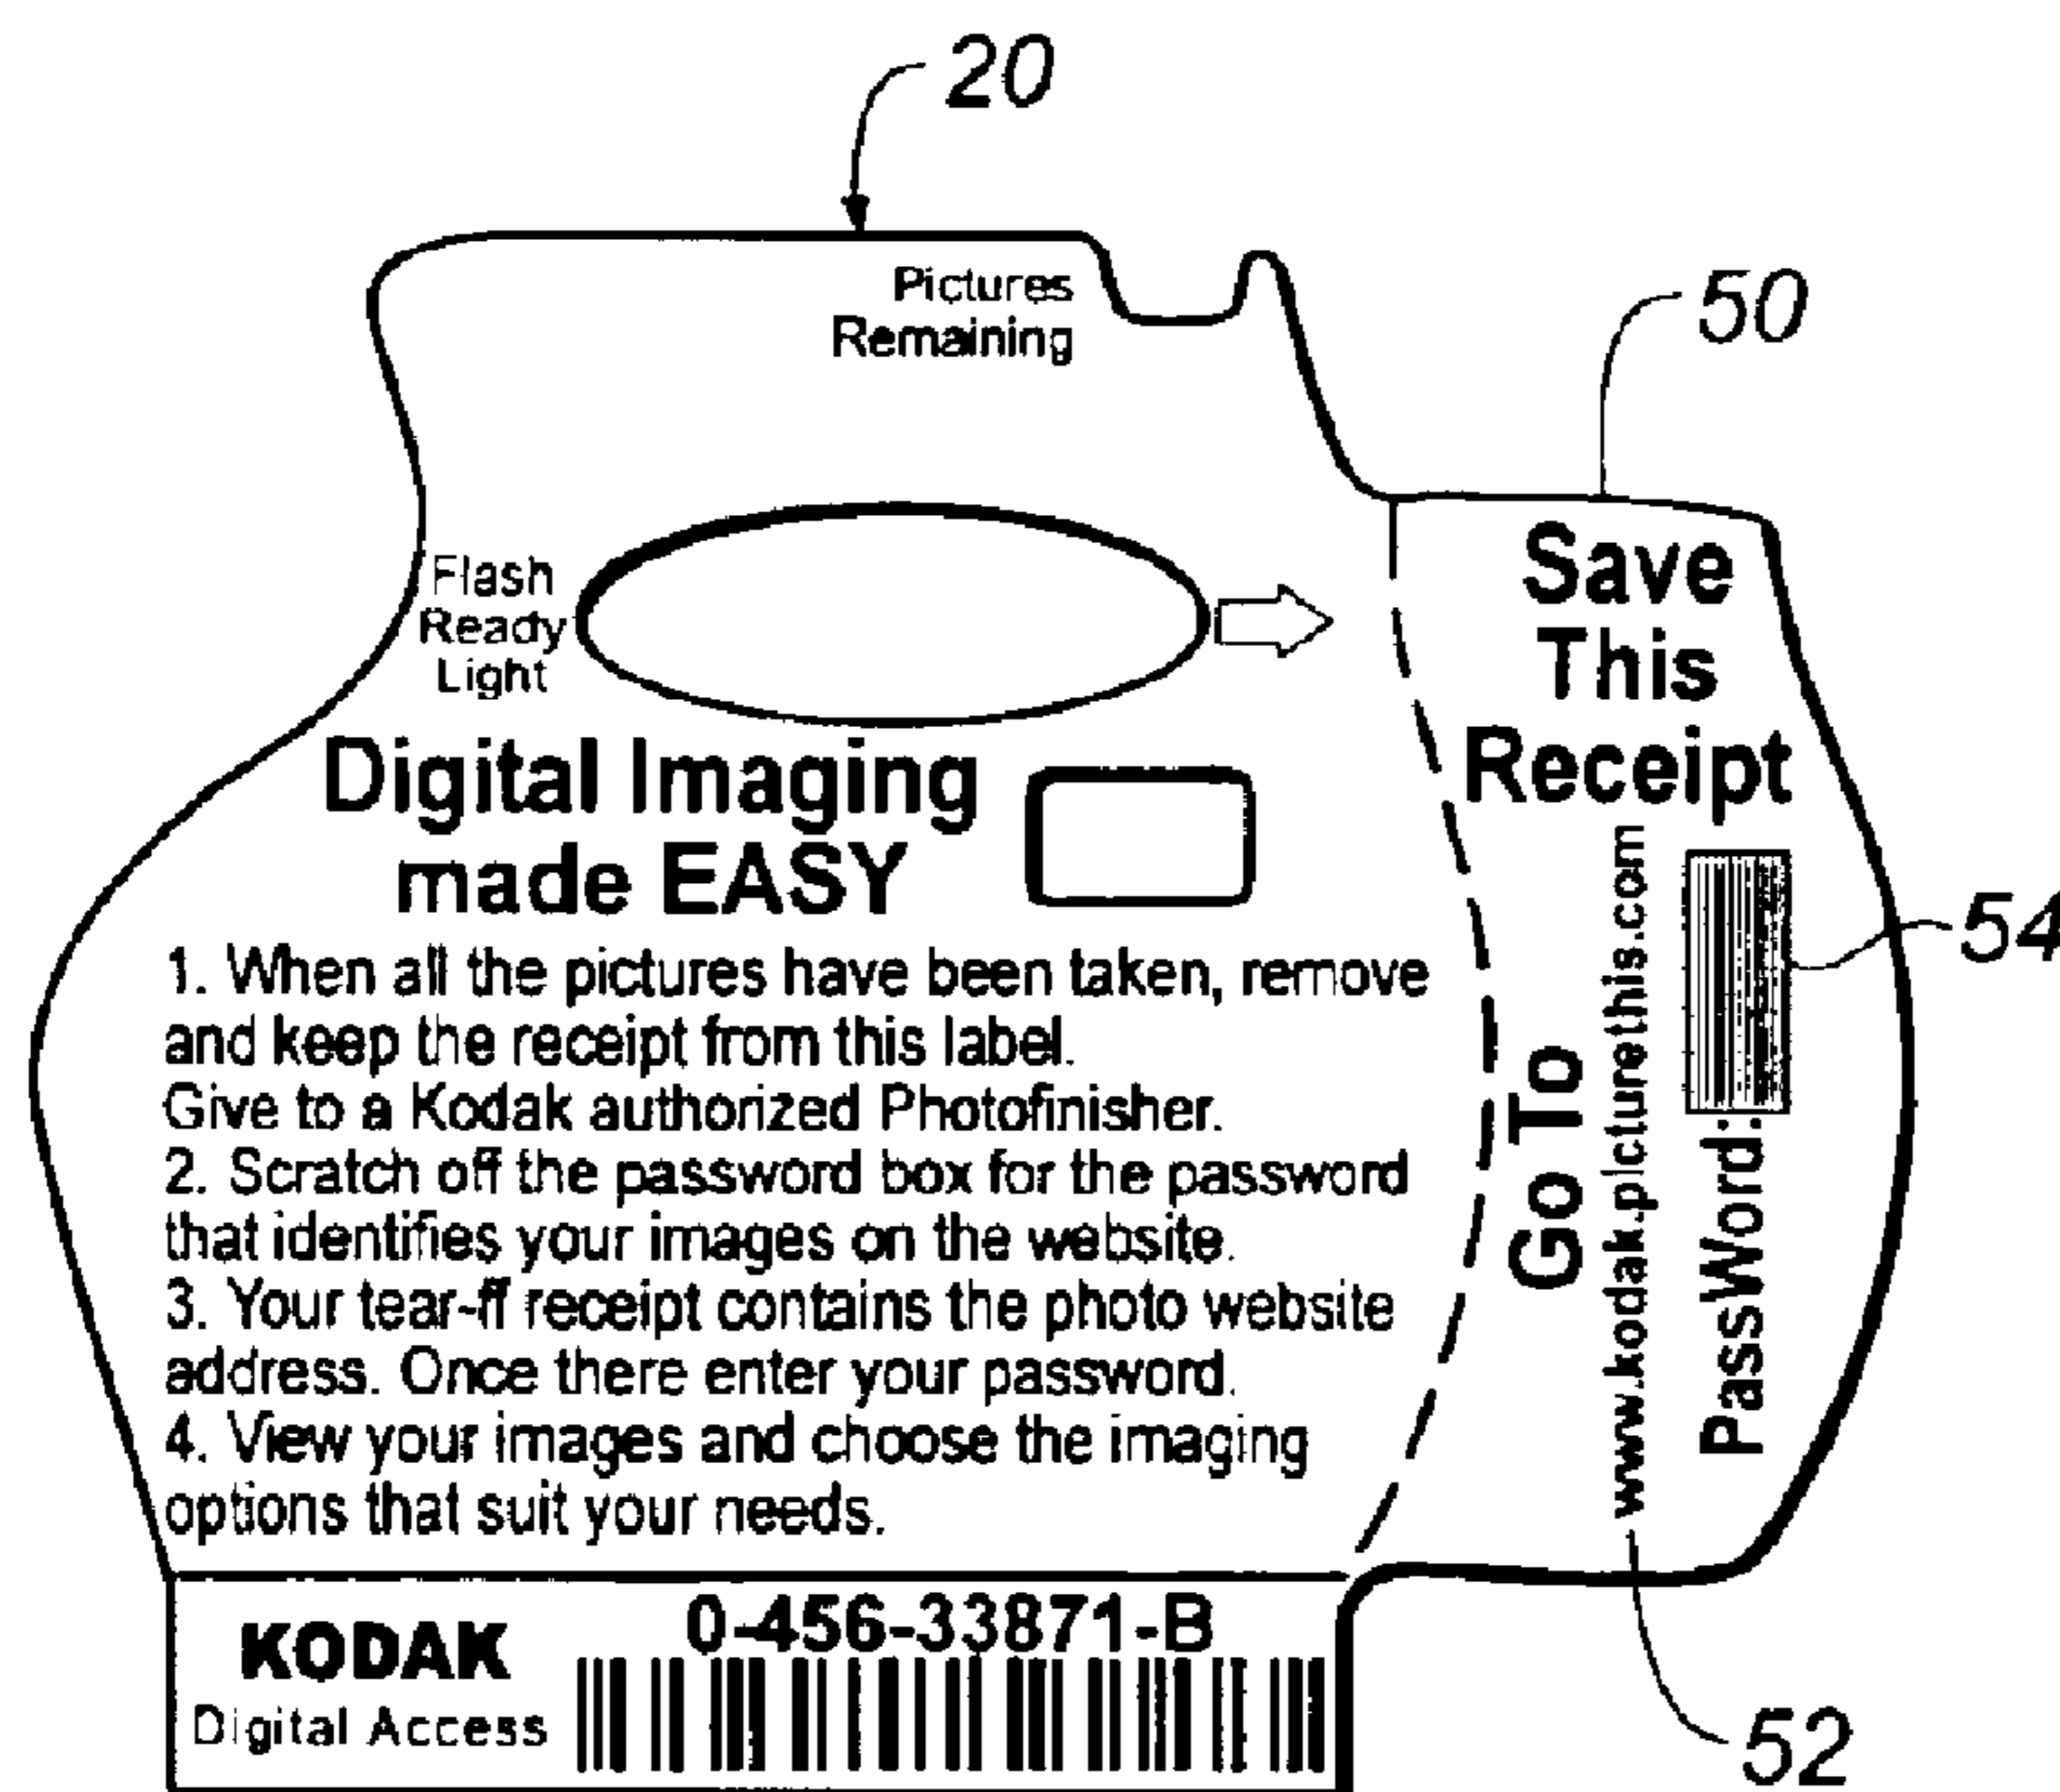 20
Pictures
Remaining
50
Flash
Ready
Light
Save
This
Receipt
Digital Imaging
made EASY
1. When all the pictures have been taken, remove
and keep the receipt from this label.
Give to a Kodak authorized Photofinisher.
2. Scratch off the password box for the password
that identifies your images on the website.
3. Your tear-ff receipt contains the photo website
address. Once there enter your password.
4. View your images and choose the imaging
options that suit your needs.
Go To
www.kodak.picturethis.com
PassWord:
54
KODAK
Digital Access
0-456-33871-B
52